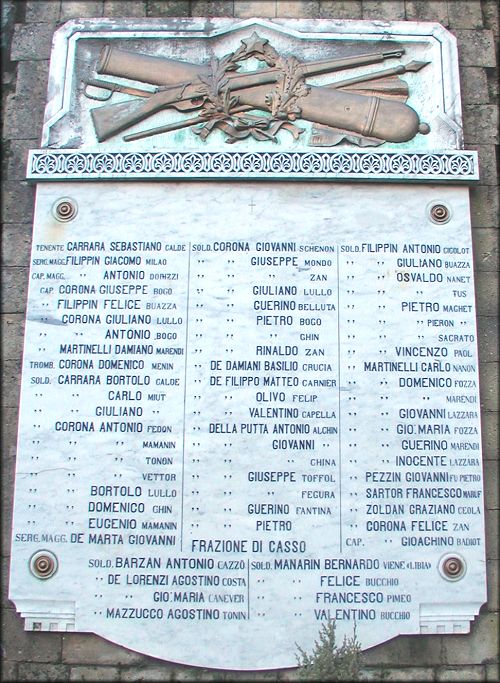 TENENTE CARRARA SEBASTIANO CALDE
SERG. MAGG. FILIPPIN GIACOMO MILAO
CAP. MAGG. ,, ANTONIO DORIZZI
CAP. CORONA GIUSEPPE BOGO
,, FILIPPIN FELICE BUAZZA
,, CORONA GIULIANO LULLO
,, ,, ANTONIO BOGO
MARTINELLI DAMIANO MARENDI
TROMB. CORONA DOMENICO MENIN
SOLD. CARRARA BORTOLO CALDE
,, ,, CARLO MIUT
,, ,, GIULIANO ,,
,, CORONA ANTONIO FEDON
,, ,, ,, MAMANIN
,, ,, ,, TONON
,, ,, ,, VETTOR
,, ,, BORTOLO LULLO
,, ,, DOMENICO GHIN
,, ,, EUGENIO MAMANIN
SERG. MAGG. DE MARTA GIOVANNI
SOLD. CORONA GIOVANNI SCHENON
,, ,, GIUSEPPE MONDO
,, ,, ,, ZAN
,, ,, GIULIANO LULLO
,, ,, GUERINO BELLUTA
,, ,, PIETRO BOGO
,, ,, ,, GHIN
,, ,, RINALDO ZAN
,, DE DAMIANI BASILIO CRUCIA
,, DE FILIPPO MATTEO CARNIER
,, ,, OLIVO FELIP
,, ,, VALENTINO CAPELLA
,, DELLA PUTTA ANTONIO ALCHIN
,, ,, GIOVANNI ,,
,, ,, ,, CHINA
,, ,, GIUSEPPE TOFFOL
,, ,, ,, FEGURA
,, ,, GUERINO FANTINA
,, ,, PIETRO
SOLD. FILIPPIN ANTONIO CIGOLOT
,, ,, GIULIANO BUAZZA
,, ,, OSVALDO NANET
,, ,, ,, TUS
,, ,, PIETRO MAGHET
,, ,, ,, PIERON ,,
,, ,, ,, SAGRATO
,, ,, VINCENZO PAOL
,, MARTINELLI CARLO NANON
,, ,, DOMENICO FOZZA
,, ,, ,, MARENDI
,, ,, GIOVANNI LAZZARA
,, ,, GIO. MARIA FOZZA
,, ,, GUERINO MARENDI
,, ,, INOCENTE LAZZARA
,, PEZZIN GIOVANNI FU PIETRO
,, SARTOR FRANCESCO MARUF
,, ZOLDAN GRAZIANO CEOLA
,, CORONA FELICE ZAN
CAP. ,, GIOACHINO BADIOT
FRAZIONE DI CASSO
SOLD. BARZAN ANTONIO CAZZO
,, DE LORENZI AGOSTINO COSTA
,, ,, GIO. MARIA CANEVER
,, MAZZUCCO AGOSTINO TONIN
SOLD. MANARIN BERNARDO VIENE «LIBIA»
,, ,, FELICE BUCCHIO
,, ,, FRANCESCO PIMEO
,, ,, VALENTINO BUCCHIO